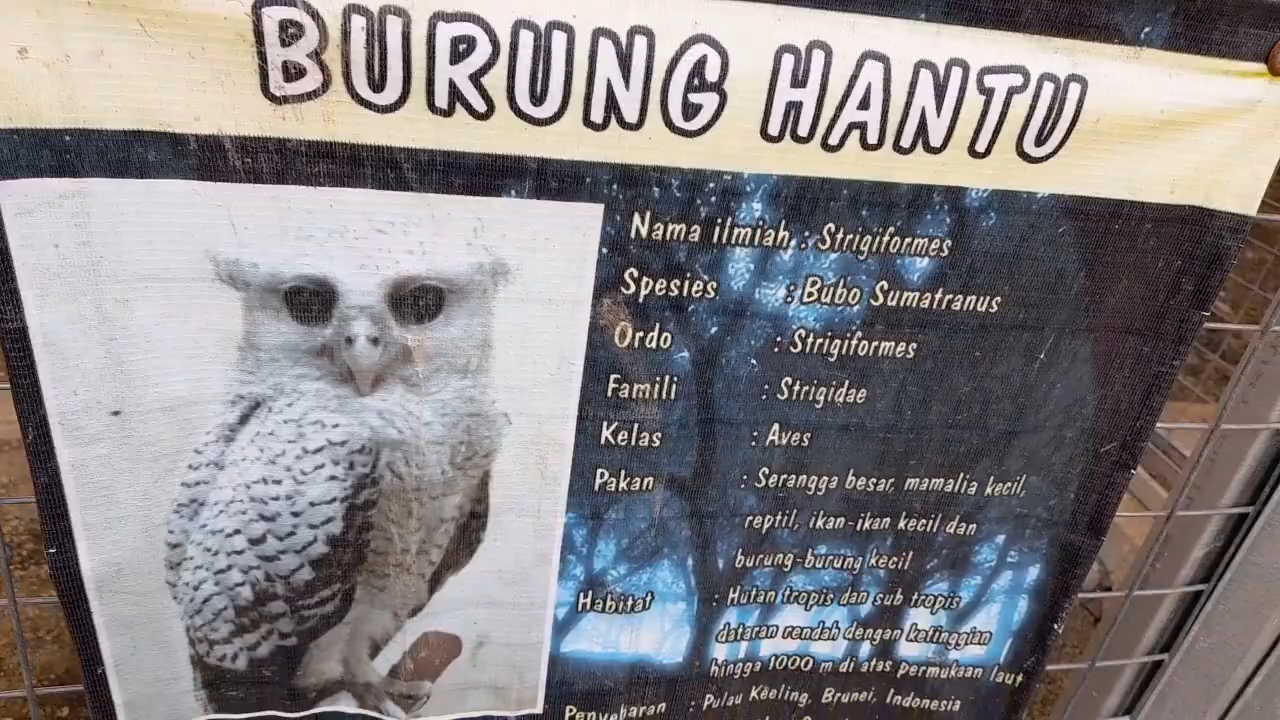 BURUNG HANTU
Nama ilmiah : Strigiformes
Spesies : Bubo Sumatranus
Ordo : Strigiformes
Famili : Strigidae
Kelas : Aves
Pakan : Serangga besar, mamalia kecil,
reptil, ikan-ikan kecil dan
burung-burung kecil
Habitat : Hutan tropis dan sub tropis
dataran rendah dengan ketinggian
hingga 1000 m di atas permukaan laut
Penyebaran : Pulau Keeling, Brunei, Indonesia